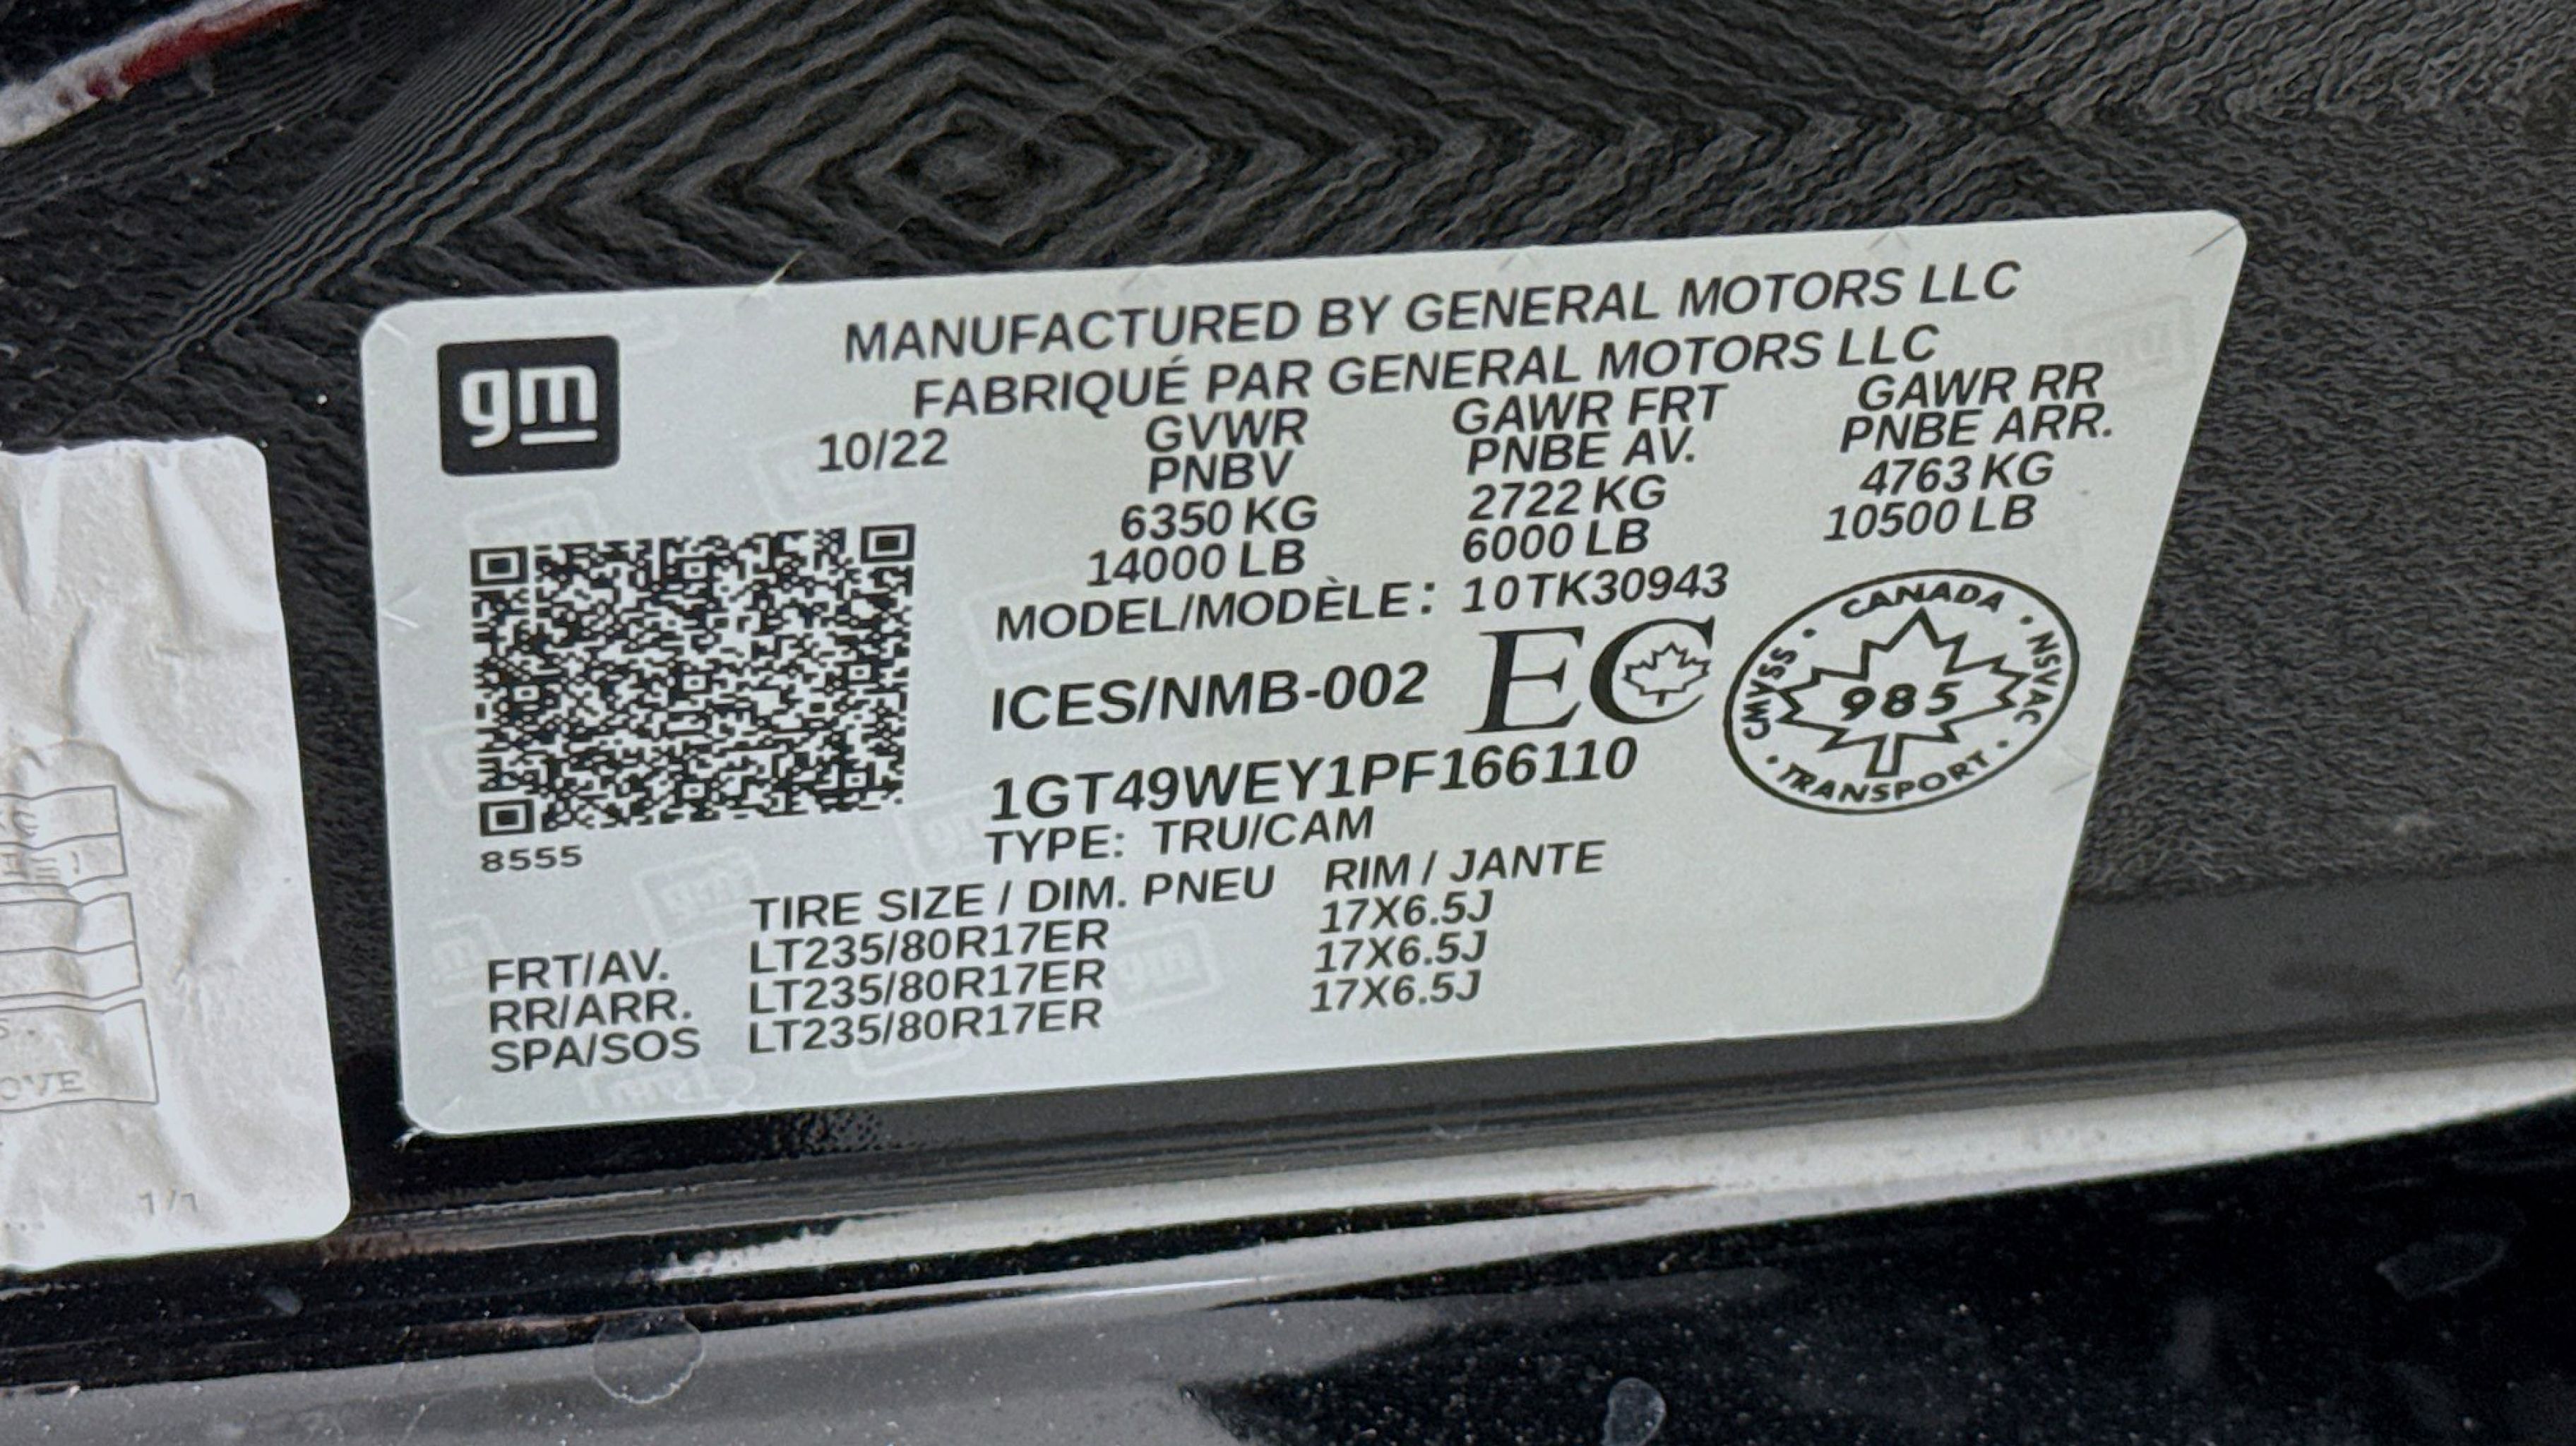 gm
MANUFACTURED BY GENERAL MOTORS LLC
FABRIQUÉ PAR GENERAL MOTORS LLC
10/22
GVWR GAWR FRT GAWR RR
PNBV PNBE AV. PNBE ARR.
6350 KG 2722 KG 4763 KG
14000 LB 6000 LB 10500 LB
MODEL/MODÈLE: 10TK30943
ICES/NMB-002 EC
CANADA
CMVSS • NSVAC
985
TRANSPORT
1GT49WEY1PF166110
TYPE: TRU/CAM
8555
TIRE SIZE / DIM. PNEU RIM / JANTE
FRT/AV. LT235/80R17ER 17X6.5J
RR/ARR. LT235/80R17ER 17X6.5J
SPA/SOS LT235/80R17ER 17X6.5J
OVE
1/1